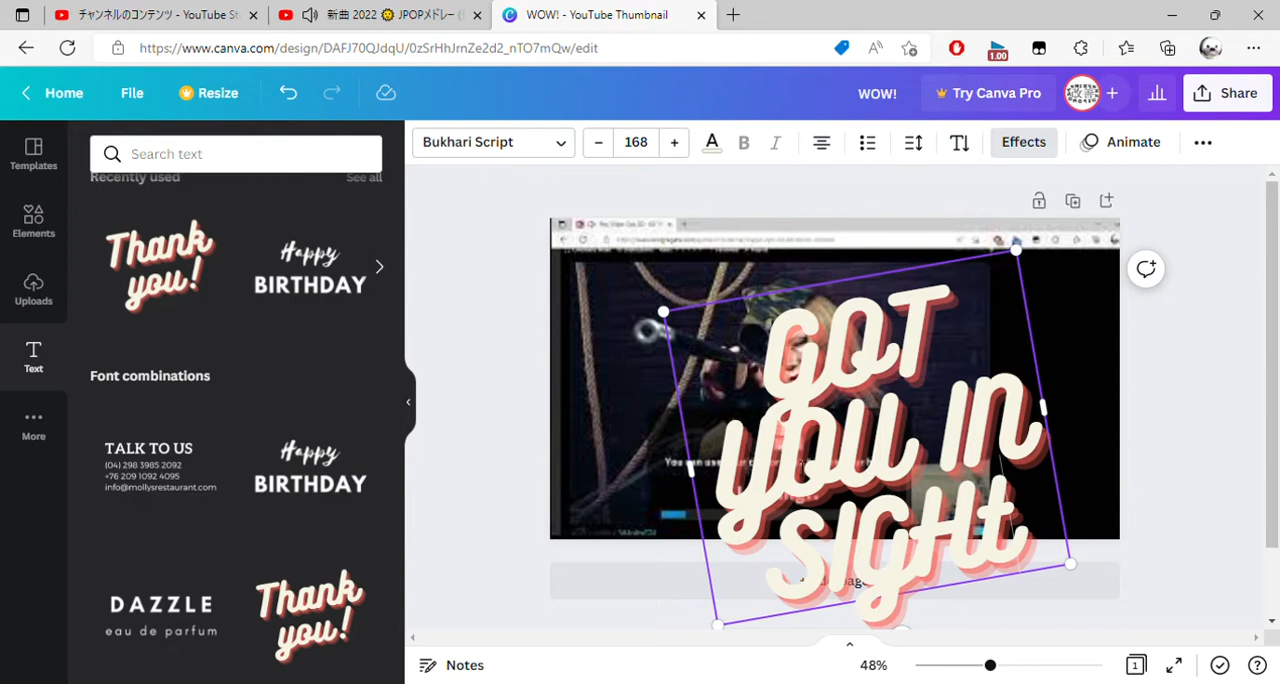 チャンネルのコンテンツ - YouTube St
新曲 2022 🌞 JPOPメドレー (
WOW! - YouTube Thumbnail
https://www.canva.com/design/DAFJ70QJdqU/0zSrHhJrnZe2d2_nTO7mQw/edit
1.00
Home
File
Resize
WOW!
Try Canva Pro
Share
Templates
Elements
Uploads
Text
More
Search text
Recently used
See all
Thank
you!
Happy
BIRTHDAY
Font combinations
TALK TO US
(04) 298 3985 2092
+76 209 1092 4095
info@mollysrestaurant.com
Happy
BIRTHDAY
DAZZLE
eau de parfum
Thank
you!
Bukhari Script
168
Effects
Animate
GOT
YOU IN
SIGHT
Notes
48%
1